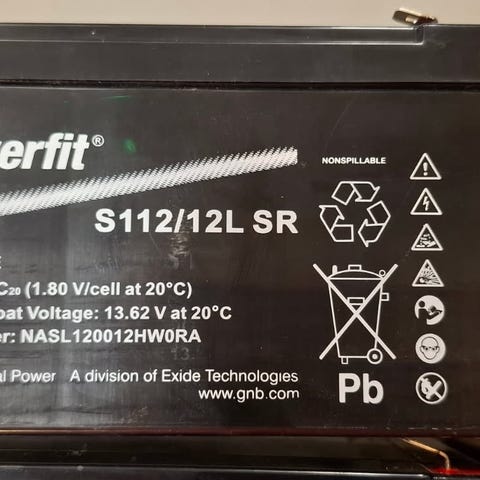 erfit®
NONSPILLABLE
S112/12L SR
E
C20 (1.80 V/cell at 20°C)
oat Voltage: 13.62 V at 20°C
er: NASL120012HW0RA
al Power A division of Exide Technologies
www.gnb.com
Pb